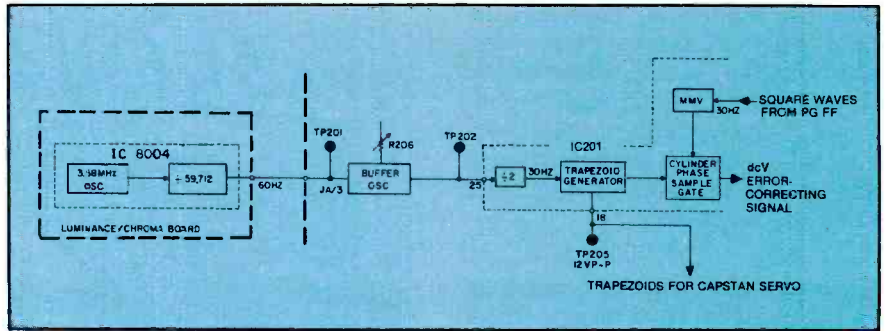 IC 8004
3.58MHz
OSC
÷ 59,712
LUMINANCE/CHROMA BOARD
60HZ
TP201
JA/3
R206
BUFFER
OSC
TP202
25
IC201
÷2
30HZ
TRAPEZOID
GENERATOR
18
TP205
12VP-P
TRAPEZOIDS FOR CAPSTAN SERVO
MMV
30HZ
SQUARE WAVES
FROM PG FF
CYLINDER
PHASE
SAMPLE
GATE
dcV
ERROR-
CORRECTING
SIGNAL